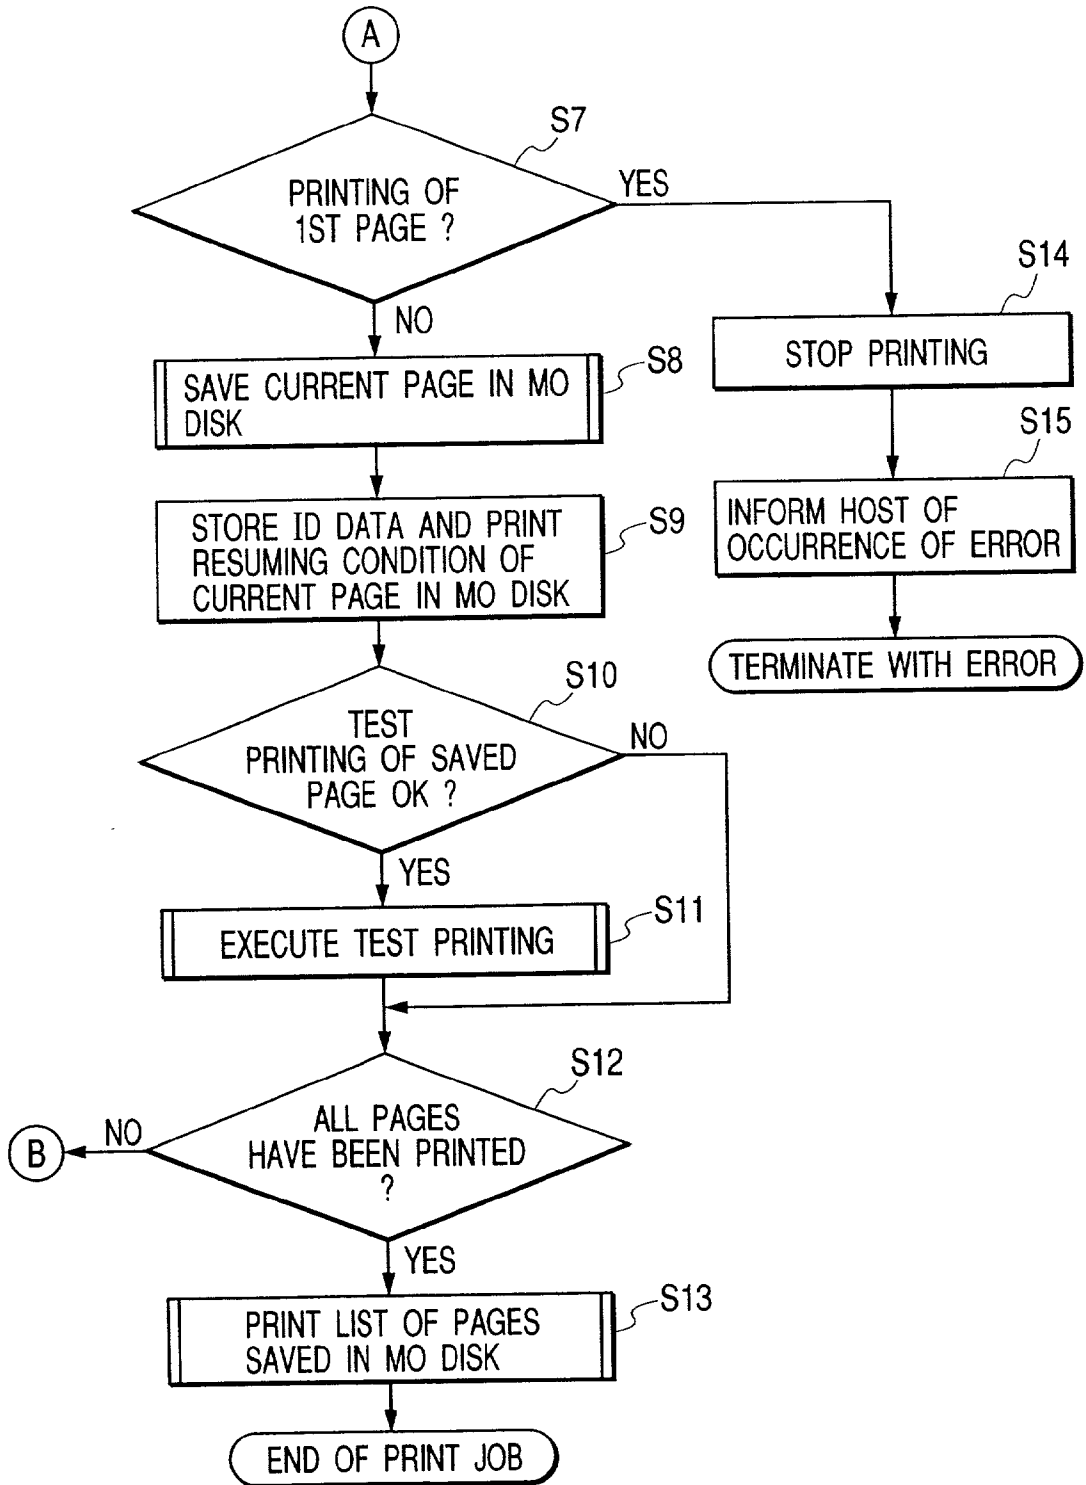 A
S7
PRINTING OF
1ST PAGE ?
YES
NO
S14
STOP PRINTING
S8
SAVE CURRENT PAGE IN MO
DISK
S15
INFORM HOST OF
OCCURRENCE OF ERROR
S9
STORE ID DATA AND PRINT
RESUMING CONDITION OF
CURRENT PAGE IN MO DISK
TERMINATE WITH ERROR
S10
TEST
PRINTING OF SAVED
PAGE OK ?
NO
YES
S11
EXECUTE TEST PRINTING
S12
ALL PAGES
HAVE BEEN PRINTED
?
NO
B
YES
S13
PRINT LIST OF PAGES
SAVED IN MO DISK
END OF PRINT JOB